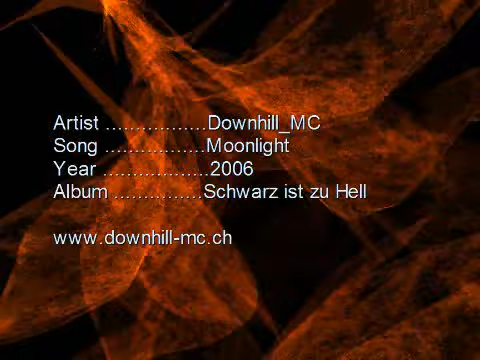 Artist .................Downhill_MC
Song .................Moonlight
Year ..................2006
Album ...............Schwarz ist zu Hell
www.downhill-mc.ch